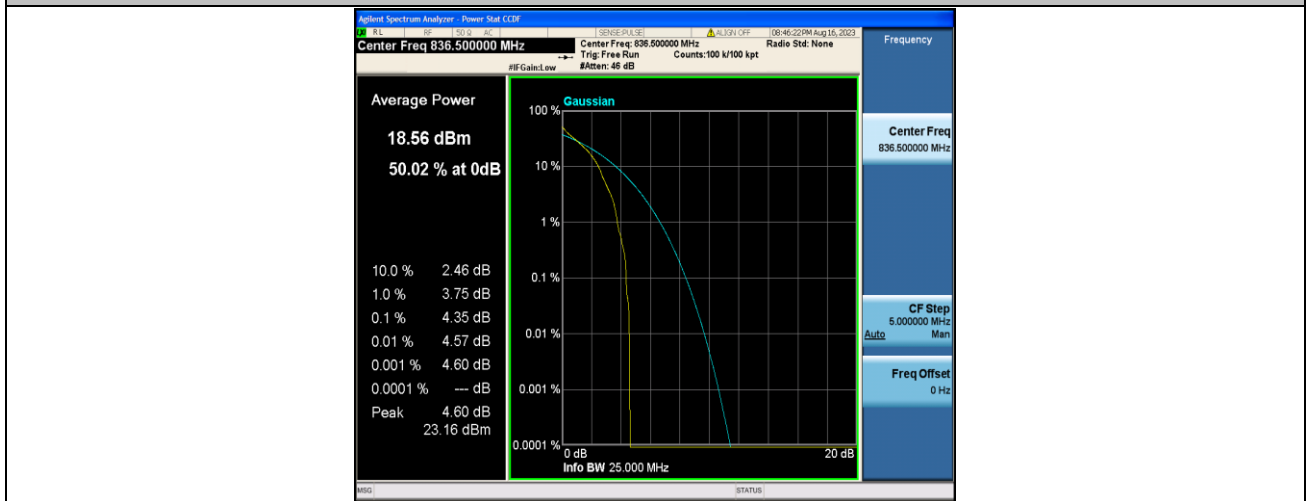 Agilent Spectrum Analyzer - Power Stat CCDF
RL RF 50 Ω AC SENSE:PULSE ALIGN OFF 08:46:22PM Aug 16, 2023
Center Freq 836.500000 MHz
Center Freq: 836.500000 MHz Radio Std: None
Trig: Free Run Counts:100 k/100 kpt
#IFGain:Low #Atten: 46 dB
Frequency
Average Power
18.56 dBm
50.02 % at 0dB
10.0 % 2.46 dB
1.0 % 3.75 dB
0.1 % 4.35 dB
0.01 % 4.57 dB
0.001 % 4.60 dB
0.0001 % --- dB
Peak 4.60 dB
23.16 dBm
Gaussian
100 %
10 %
1 %
0.1 %
0.01 %
0.001 %
0.0001 %
0 dB 20 dB
Info BW 25.000 MHz
Center Freq
836.500000 MHz
CF Step
5.000000 MHz
Auto Man
Freq Offset
0 Hz
MSG STATUS